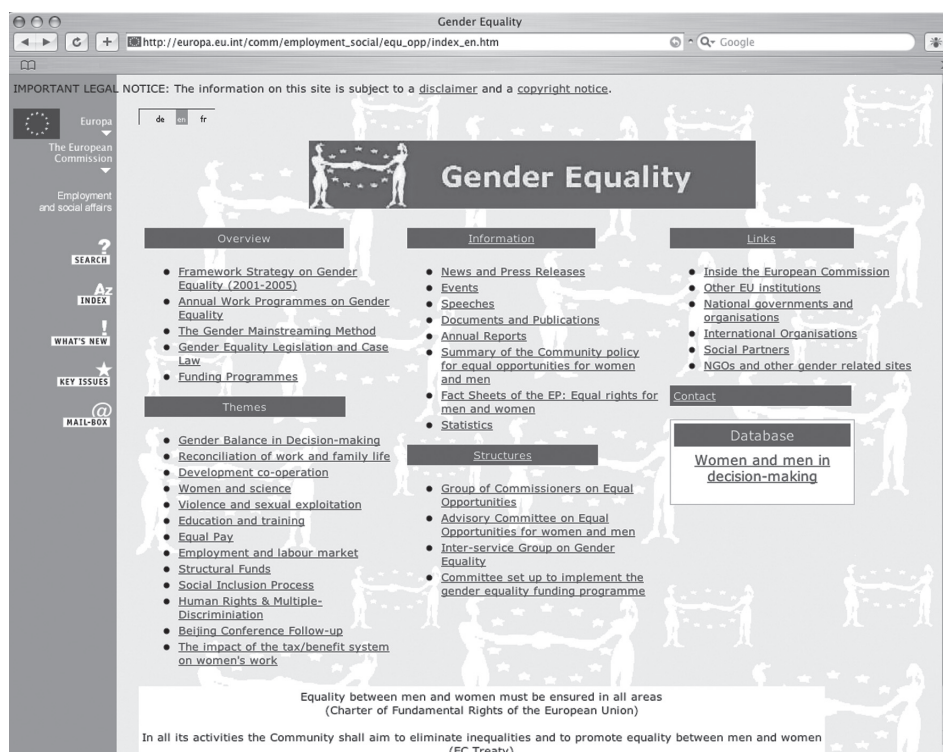 Gender Equality
http://europa.eu.int/comm/employment_social/equ_opp/index_en.htm
Google
IMPORTANT LEGAL NOTICE: The information on this site is subject to a disclaimer and a copyright notice.
Europa
The European
Commission
Employment
and social affairs
?
SEARCH
Az
INDEX
!
WHAT'S NEW
KEY ISSUES
@
MAIL-BOX
de en fr
Gender Equality
Overview
Framework Strategy on Gender
Equality (2001-2005)
Annual Work Programmes on Gender
Equality
The Gender Mainstreaming Method
Gender Equality Legislation and Case
Law
Funding Programmes
Themes
Gender Balance in Decision-making
Reconciliation of work and family life
Development co-operation
Women and science
Violence and sexual exploitation
Education and training
Equal Pay
Employment and labour market
Structural Funds
Social Inclusion Process
Human Rights & Multiple-
Discriminiation
Beijing Conference Follow-up
The impact of the tax/benefit system
on women's work
Information
News and Press Releases
Events
Speeches
Documents and Publications
Annual Reports
Summary of the Community policy
for equal opportunities for women
and men
Fact Sheets of the EP: Equal rights for
men and women
Statistics
Structures
Group of Commissioners on Equal
Opportunities
Advisory Committee on Equal
Opportunities for women and men
Inter-service Group on Gender
Equality
Committee set up to implement the
gender equality funding programme
Links
Inside the European Commission
Other EU institutions
National governments and
organisations
International Organisations
Social Partners
NGOs and other gender related sites
Contact
Database
Women and men in
decision-making
Equality between men and women must be ensured in all areas
(Charter of Fundamental Rights of the European Union)
In all its activities the Community shall aim to eliminate inequalities and to promote equality between men and women
(EC Treaty)